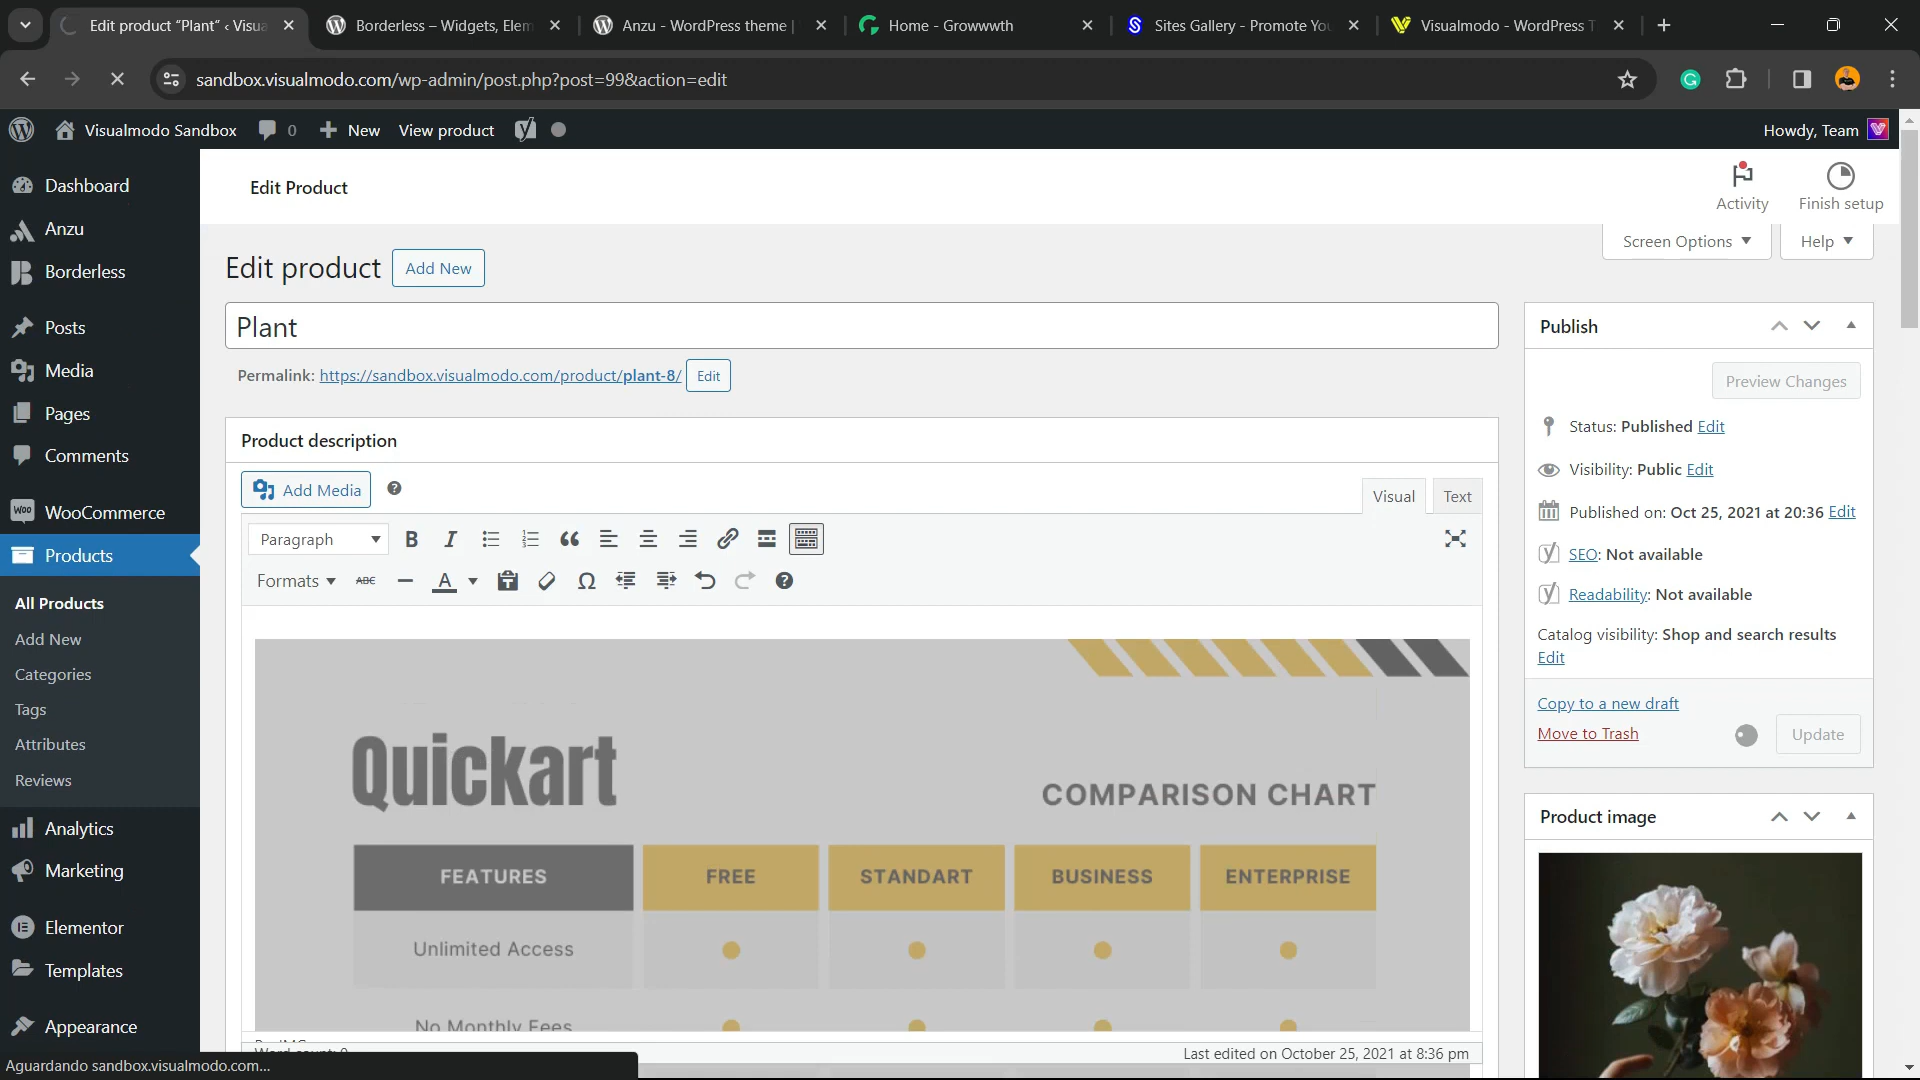 Edit product “Plant” ‹ Visua
Borderless – Widgets, Elem
Anzu - WordPress theme |
Home - Growwwth
Sites Gallery - Promote Yo
Visualmodo - WordPress T
sandbox.visualmodo.com/wp-admin/post.php?post=99&action=edit
Visualmodo Sandbox 0 New View product
Howdy, Team
Dashboard
Anzu
Borderless
Posts
Media
Pages
Comments
WooCommerce
Products
All Products
Add New
Categories
Tags
Attributes
Reviews
Analytics
Marketing
Elementor
Templates
Appearance
Aguardando sandbox.visualmodo.com...
Edit Product
Activity
Finish setup
Screen Options
Help
Edit product
Add New
Plant
Permalink: https://sandbox.visualmodo.com/product/plant-8/ Edit
Product description
Add Media
Visual
Text
Paragraph
Formats
ABC
Quickart
COMPARISON CHART
FEATURES FREE STANDART BUSINESS ENTERPRISE
Unlimited Access
No Monthly Fees
Word count: 0
Last edited on October 25, 2021 at 8:36 pm
Publish
Preview Changes
Status: Published Edit
Visibility: Public Edit
Published on: Oct 25, 2021 at 20:36 Edit
SEO: Not available
Readability: Not available
Catalog visibility: Shop and search results
Edit
Copy to a new draft
Move to Trash
Update
Product image